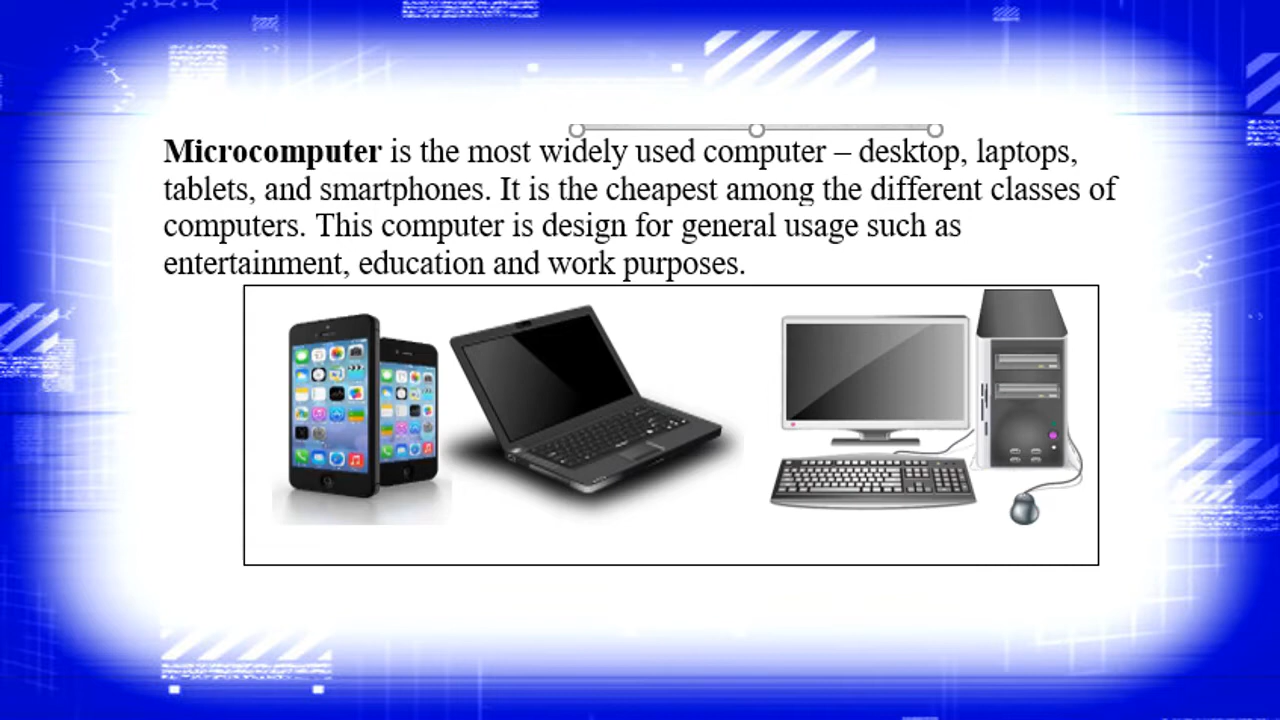 Microcomputer is the most widely used computer – desktop, laptops,
tablets, and smartphones. It is the cheapest among the different classes of
computers. This computer is design for general usage such as
entertainment, education and work purposes.